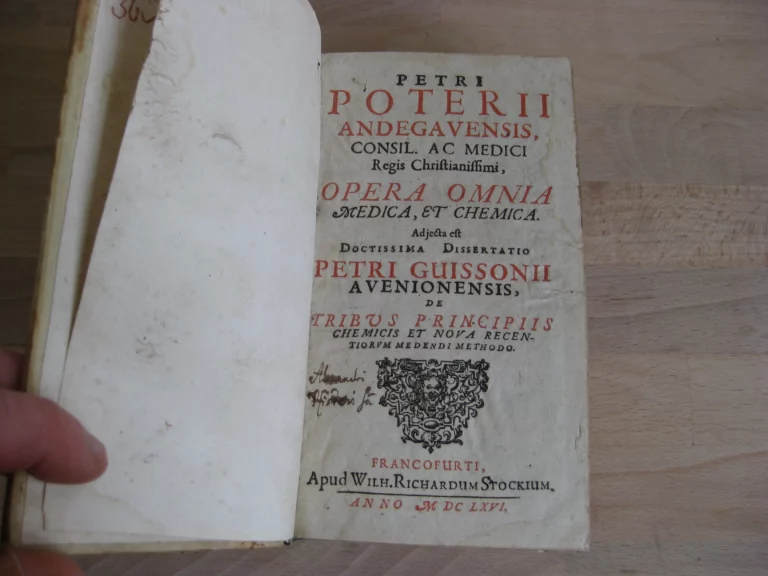 363
PETRI
POTERII
ANDEGAVENSIS,
CONSIL. AC MEDICI
Regis Christianissimi,
OPERA OMNIA
MEDICA, ET CHEMICA.
Adjecta est
DOCTISSIMA DISSERTATIO
PETRI GUISSONII
AVENIONENSIS,
DE
TRIBVS PRINCIPIIS
CHEMICIS ET NOVA RECEN-
TIORVM MEDENDI METHODO.
Alexandri
FRANCOFURTI,
Apud WILH. RICHARDUM STOCKIUM.
ANNO M DC LXVI.